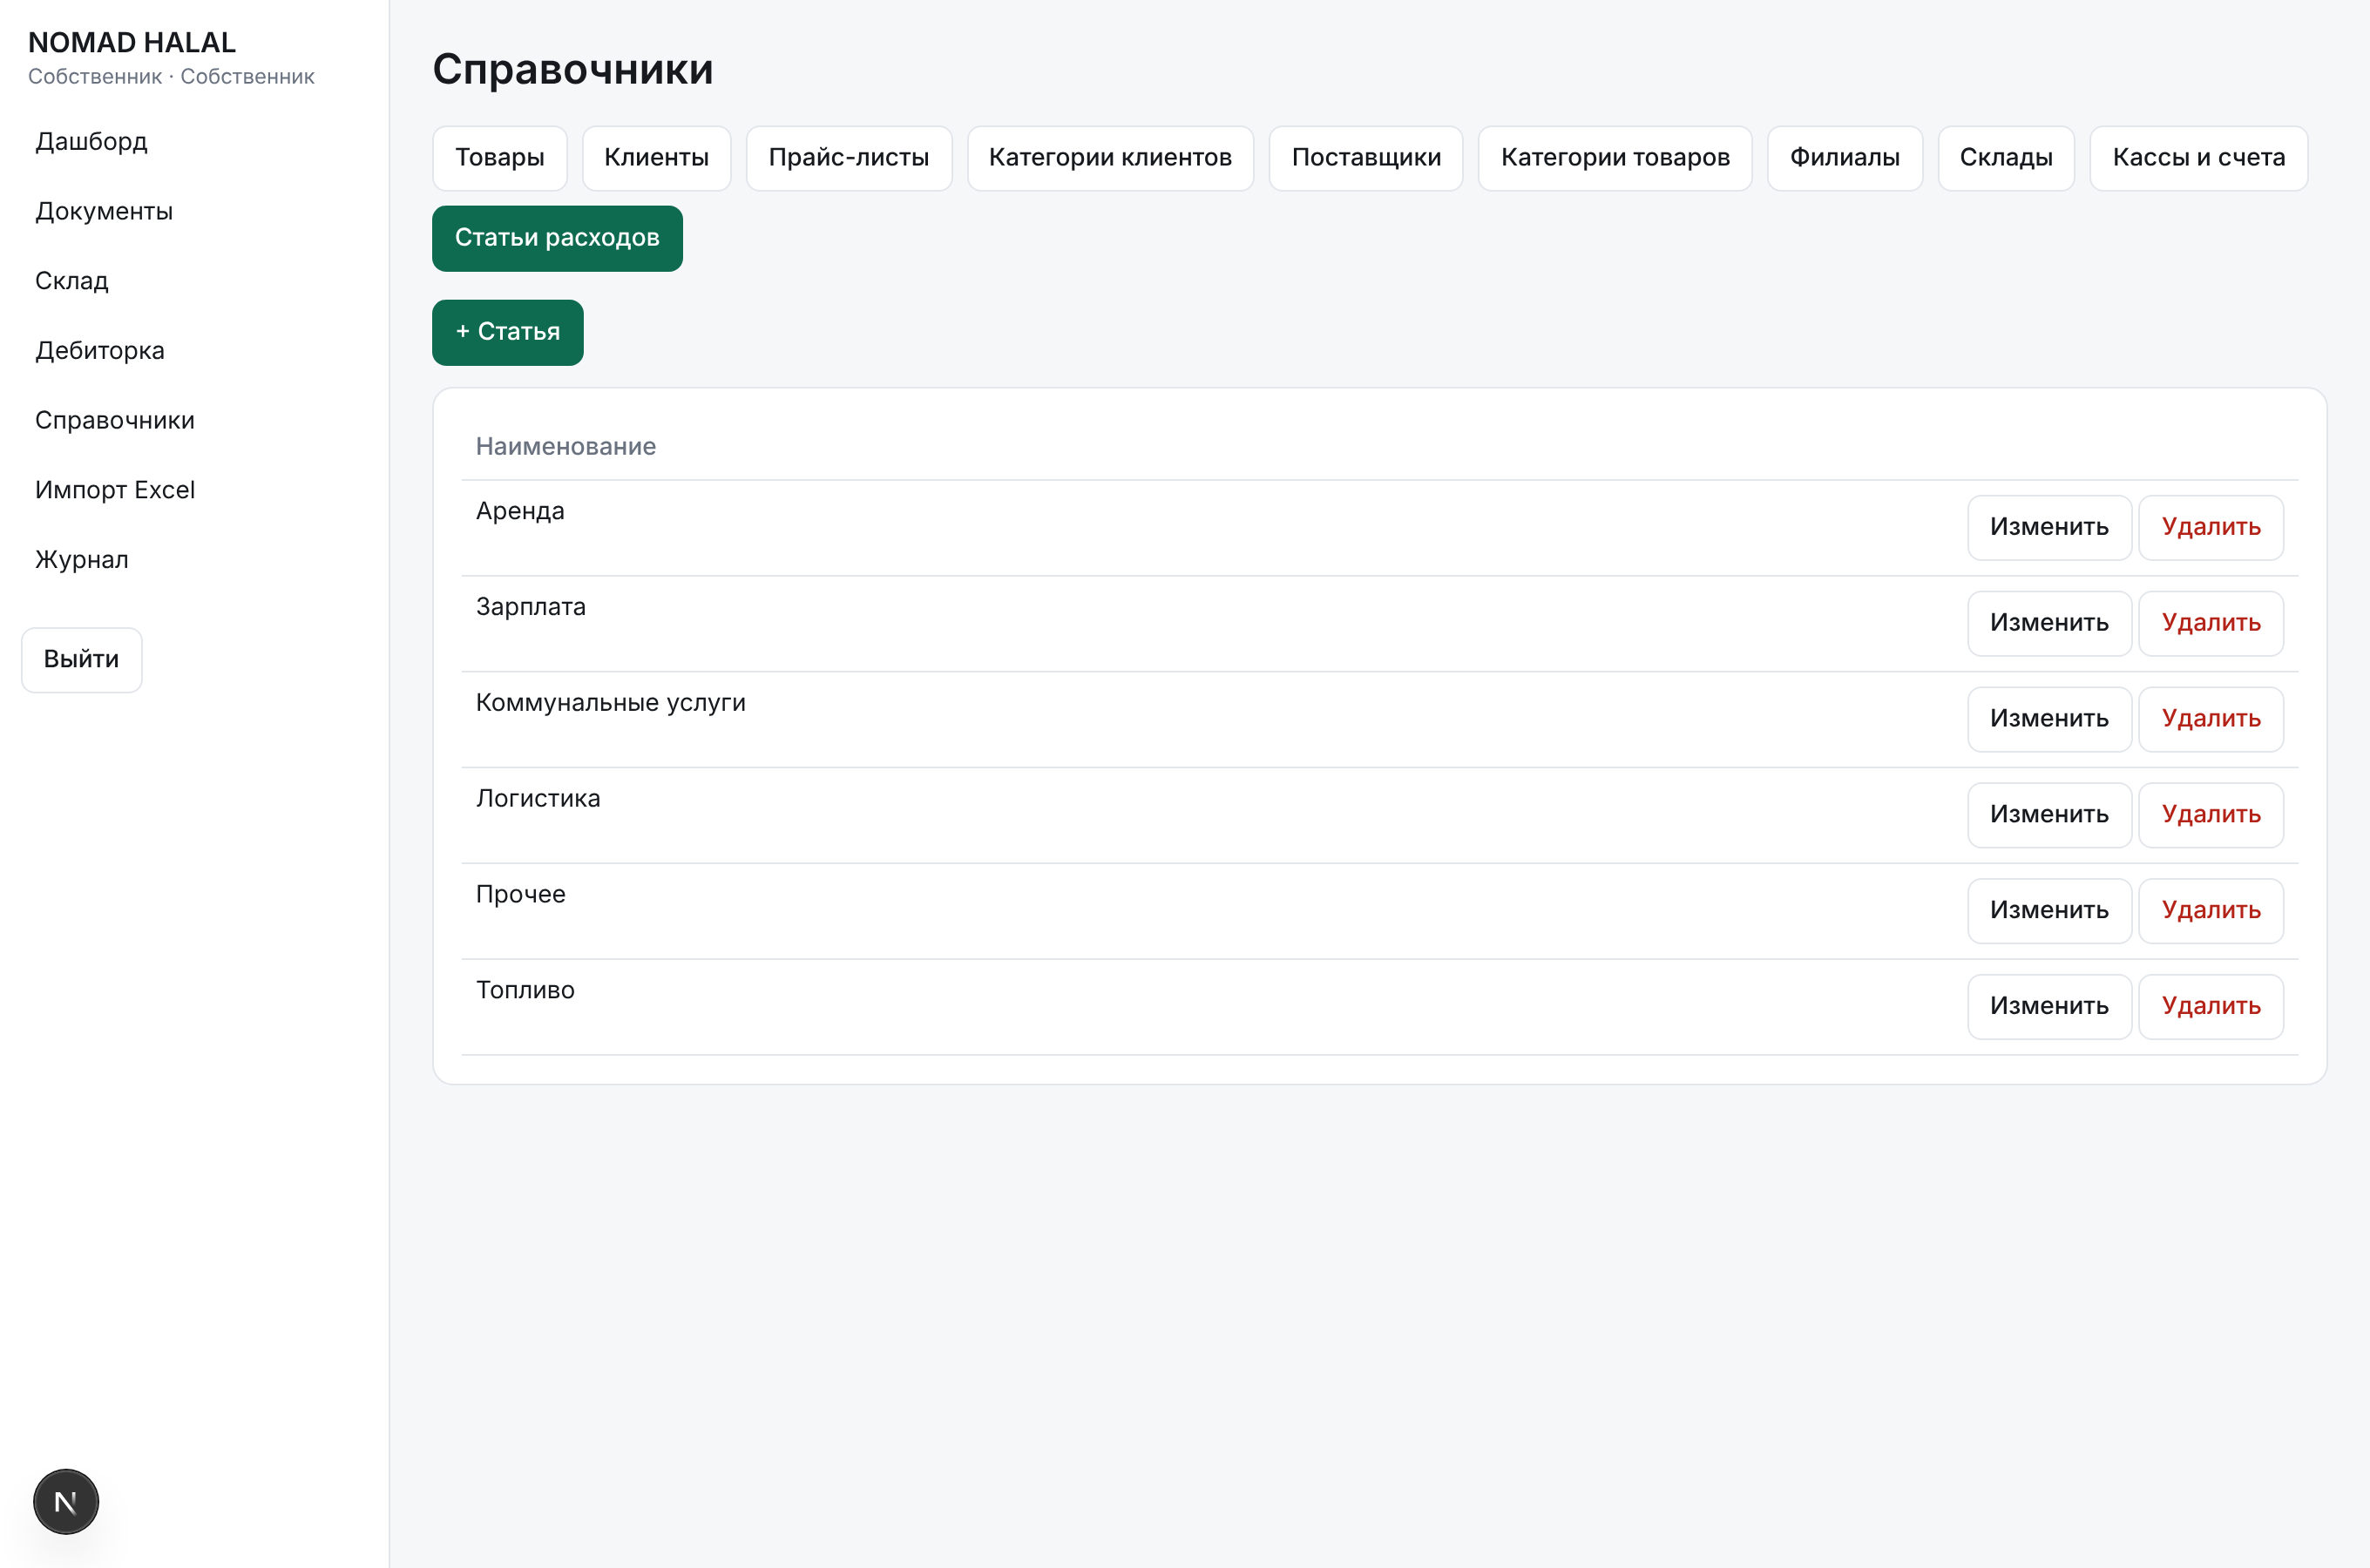 NOMAD HALAL
Собственник · Собственник
Дашборд
Документы
Склад
Дебиторка
Справочники
Импорт Excel
Журнал
Выйти
N
Справочники
Товары Клиенты Прайс-листы Категории клиентов Поставщики Категории товаров Филиалы Склады Кассы и счета
Статьи расходов
+ Статья
Наименование
Аренда Изменить Удалить
Зарплата Изменить Удалить
Коммунальные услуги Изменить Удалить
Логистика Изменить Удалить
Прочее Изменить Удалить
Топливо Изменить Удалить